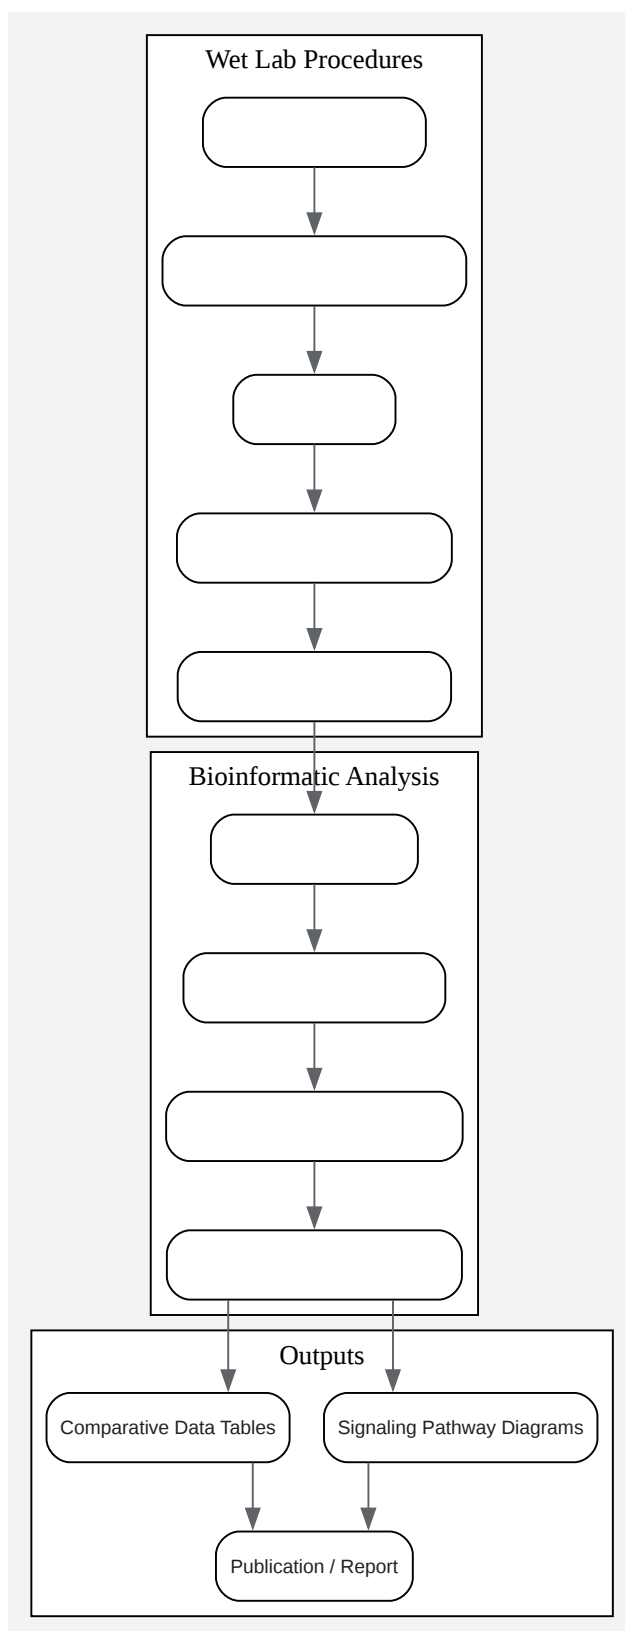 Wet Lab Procedures
Bioinformatic Analysis
Outputs
Comparative Data Tables
Signaling Pathway Diagrams
Publication / Report